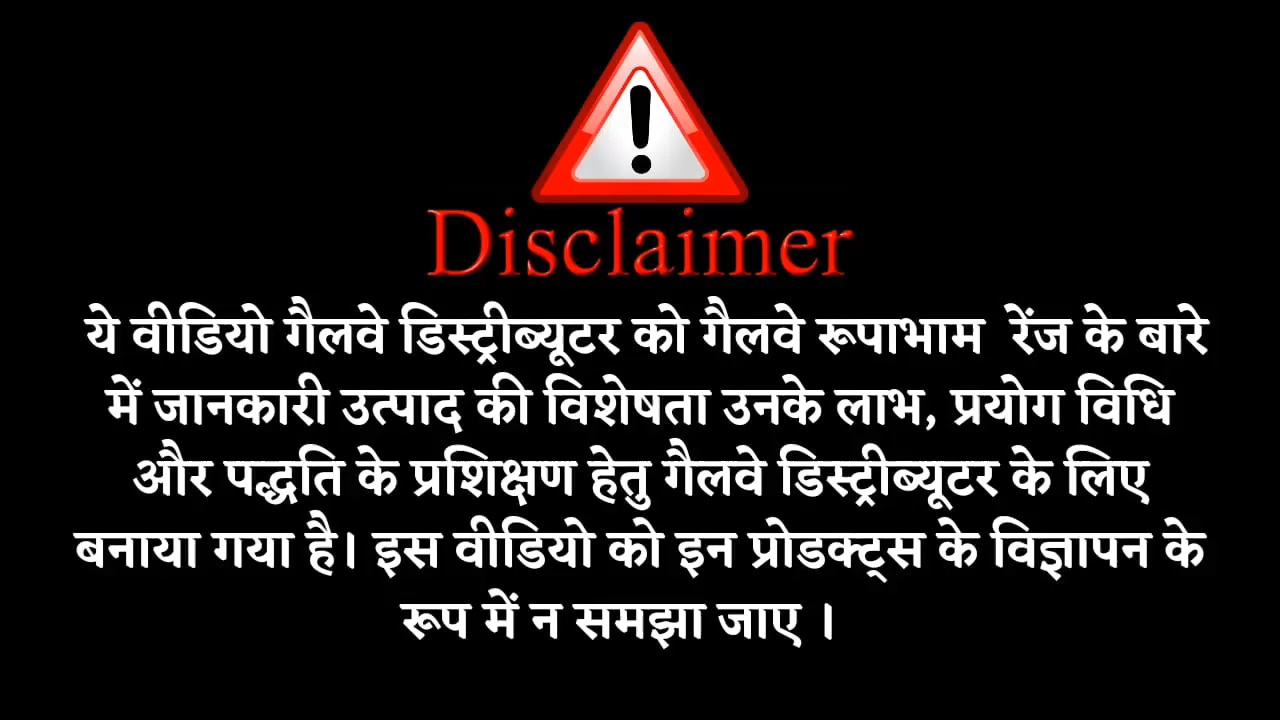 Disclaimer
ये वीडियो गैलवे डिस्ट्रीब्यूटर को गैलवे रूपाभाम रेंज के बारे
में जानकारी उत्पाद की विशेषता उनके लाभ, प्रयोग विधि
और पद्धति के प्रशिक्षण हेतु गैलवे डिस्ट्रीब्यूटर के लिए
बनाया गया है। इस वीडियो को इन प्रोडक्ट्स के विज्ञापन के
रूप में न समझा जाए ।